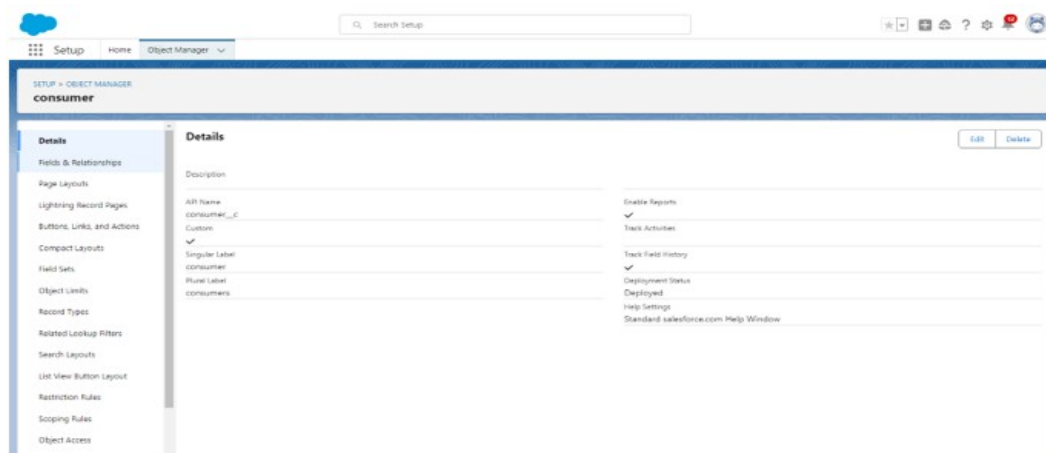 Search Setup
Setup Home Object Manager
SETUP > OBJECT MANAGER
consumer
Details
Fields & Relationships
Page Layouts
Lightning Record Pages
Buttons, Links, and Actions
Compact Layouts
Field Sets
Object Limits
Record Types
Related Lookup Filters
Search Layouts
List View Button Layout
Restriction Rules
Scoping Rules
Object Access
Details
Edit Delete
Description
API Name
consumer__c
Custom
Singular Label
consumer
Plural Label
consumers
Enable Reports
Track Activities
Track Field History
Deployment Status
Deployed
Help Settings
Standard salesforce.com Help Window